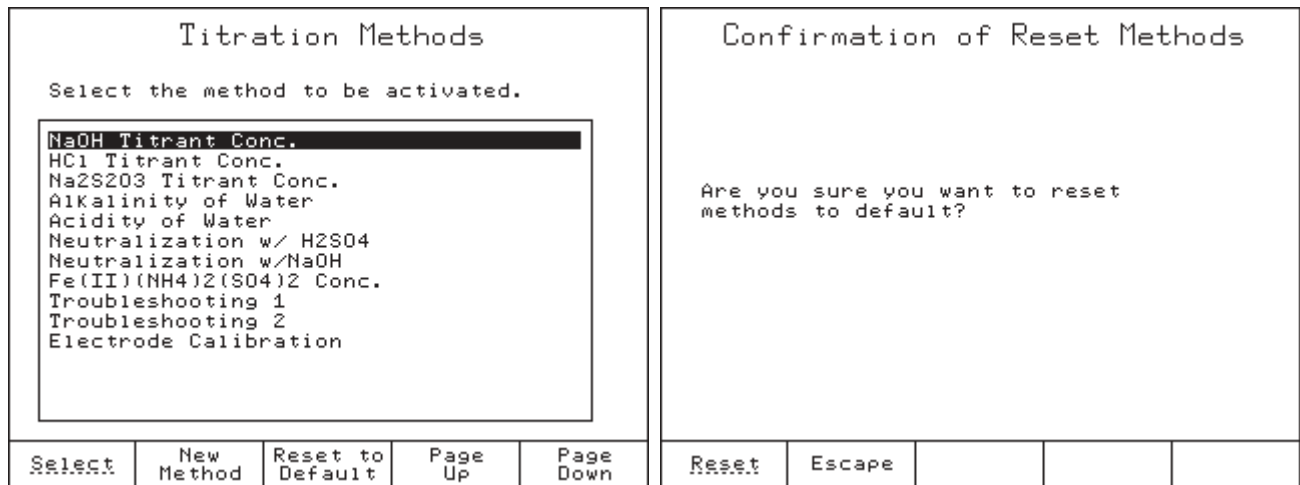 Titration Methods
Select the method to be activated.
NaOH Titrant Conc.
HCl Titrant Conc.
Na2S2O3 Titrant Conc.
Alkalinity of Water
Acidity of Water
Neutralization w/ H2SO4
Neutralization w/NaOH
Fe(II)(NH4)2(SO4)2 Conc.
Troubleshooting 1
Troubleshooting 2
Electrode Calibration
Select
New
Method
Reset to
Default
Page
Up
Page
Down
Confirmation of Reset Methods
Are you sure you want to reset
methods to default?
Reset
Escape